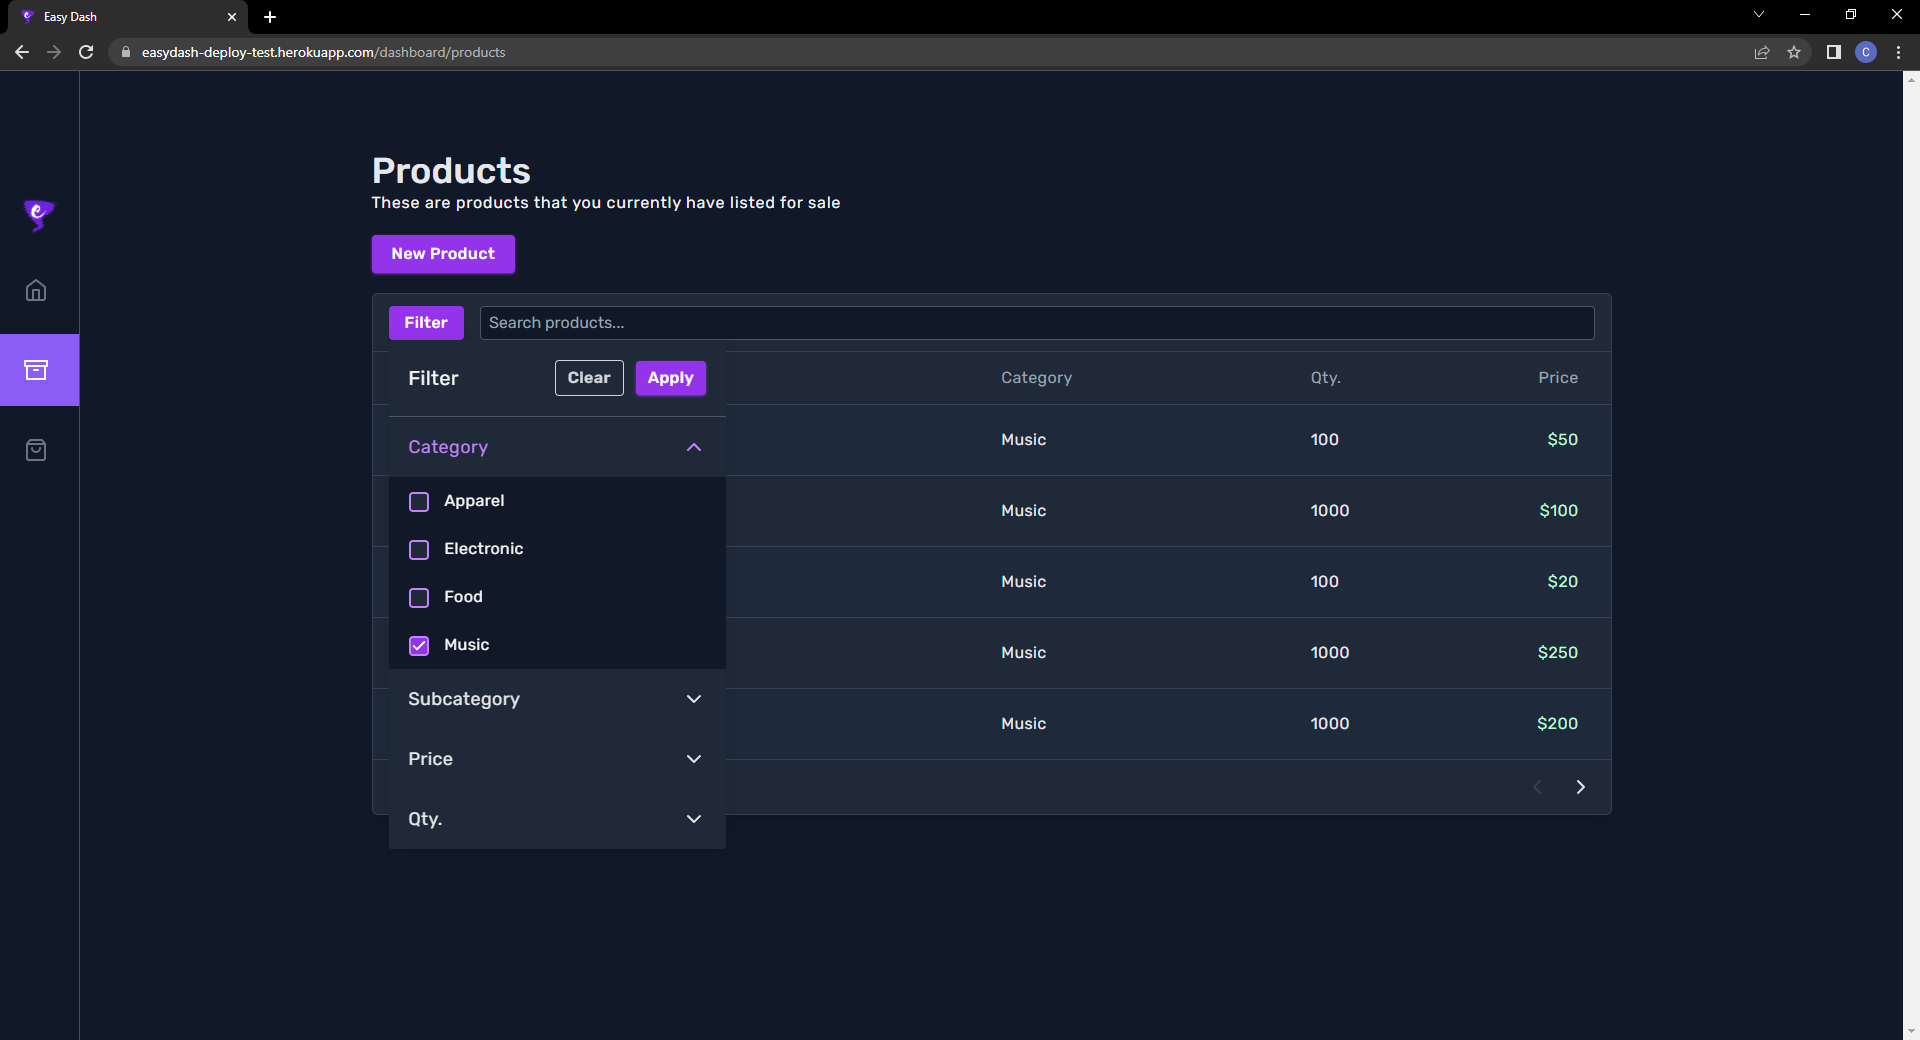 Easy Dash
easydash-deploy-test.herokuapp.com/dashboard/products
C
Products
These are products that you currently have listed for sale
New Product
Filter Search products...
Filter Clear Apply Category Qty. Price
Category
Music 100 $50
Apparel
Music 1000 $100
Electronic
Music 100 $20
Food
Music
Music 1000 $250
Subcategory
Music 1000 $200
Price
Qty.